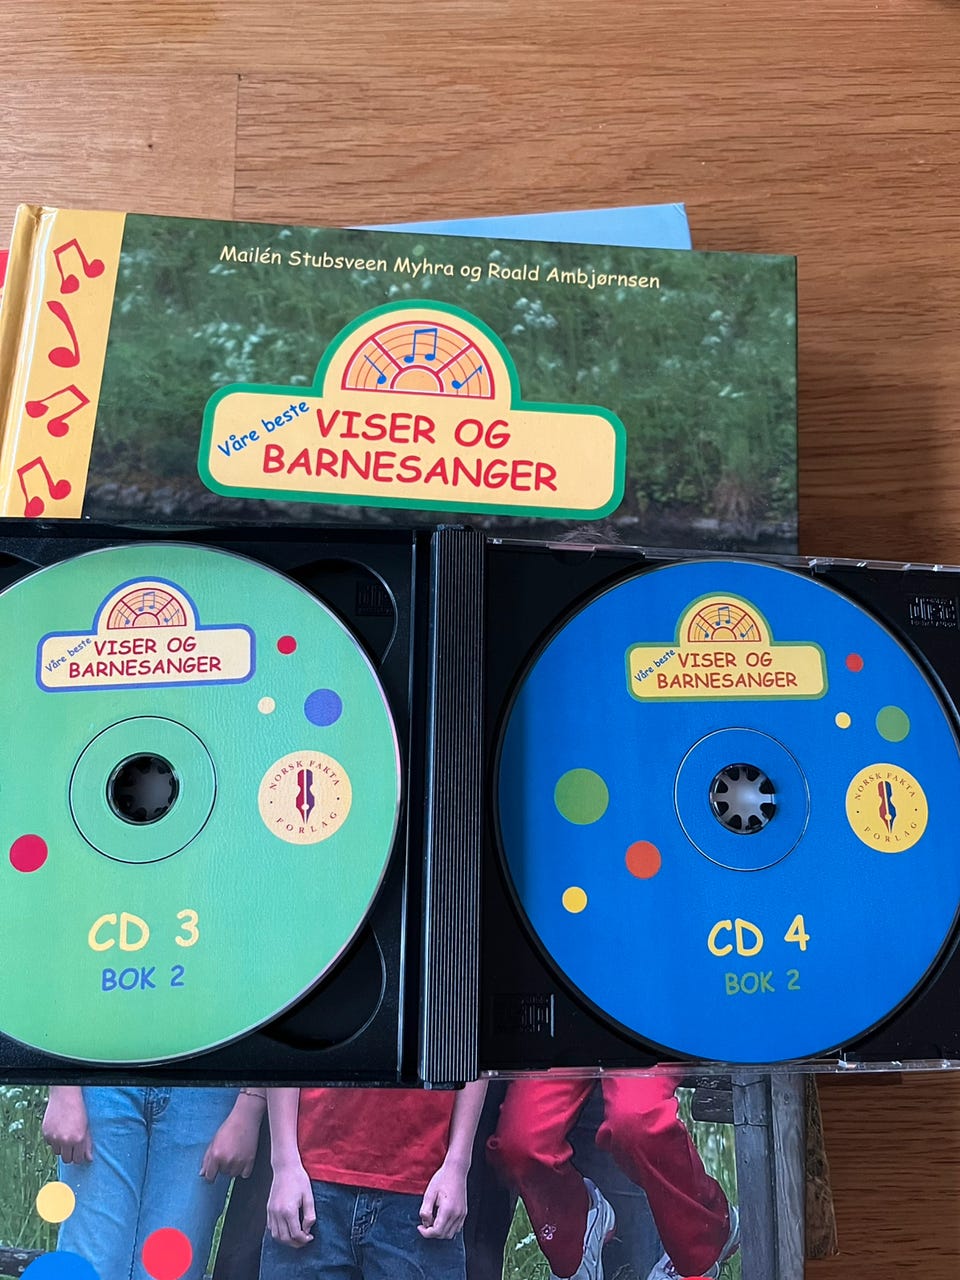 Mailén Stubsveen Myhra og Roald Ambjørnsen
Våre beste
VISER OG
BARNESANGER
Våre beste
VISER OG
BARNESANGER
NORSK FAKTA
FORLAG
CD 3
BOK 2
Våre beste
VISER OG
BARNESANGER
NORSK FAKTA
FORLAG
CD 4
BOK 2